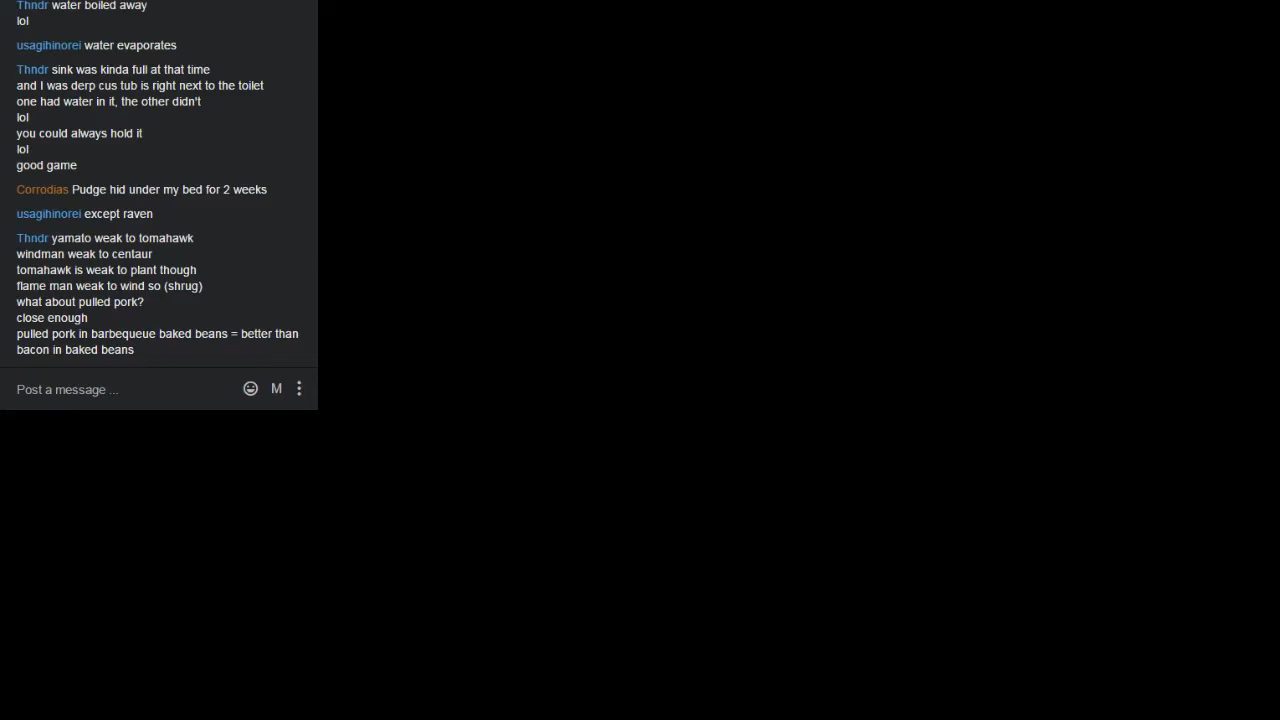 Thndr water boiled away
lol
usagihinorei water evaporates
Thndr sink was kinda full at that time
and I was derp cus tub is right next to the toilet
one had water in it, the other didn't
lol
you could always hold it
lol
good game
Corrodias Pudge hid under my bed for 2 weeks
usagihinorei except raven
Thndr yamato weak to tomahawk
windman weak to centaur
tomahawk is weak to plant though
flame man weak to wind so (shrug)
what about pulled pork?
close enough
pulled pork in barbequeue baked beans = better than
bacon in baked beans
Post a message ... M